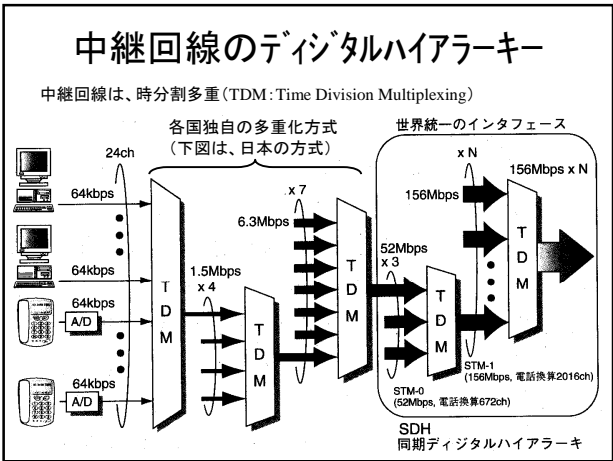 中継回線のディジタルハイアラーキー
中継回線は、時分割多重(TDM:Time Division Multiplexing)
各国独自の多重化方式
(下図は、日本の方式)
世界統一のインタフェース
24ch
64kbps
64kbps
64kbps
A/D
64kbps
A/D
TDM
1.5Mbps
x 4
TDM
x 7
6.3Mbps
TDM
52Mbps
x 3
TDM
x N
156Mbps
TDM
156Mbps x N
STM-1
(156Mbps, 電話換算2016ch)
STM-0
(52Mbps, 電話換算672ch)
SDH
同期ディジタルハイアラーキ